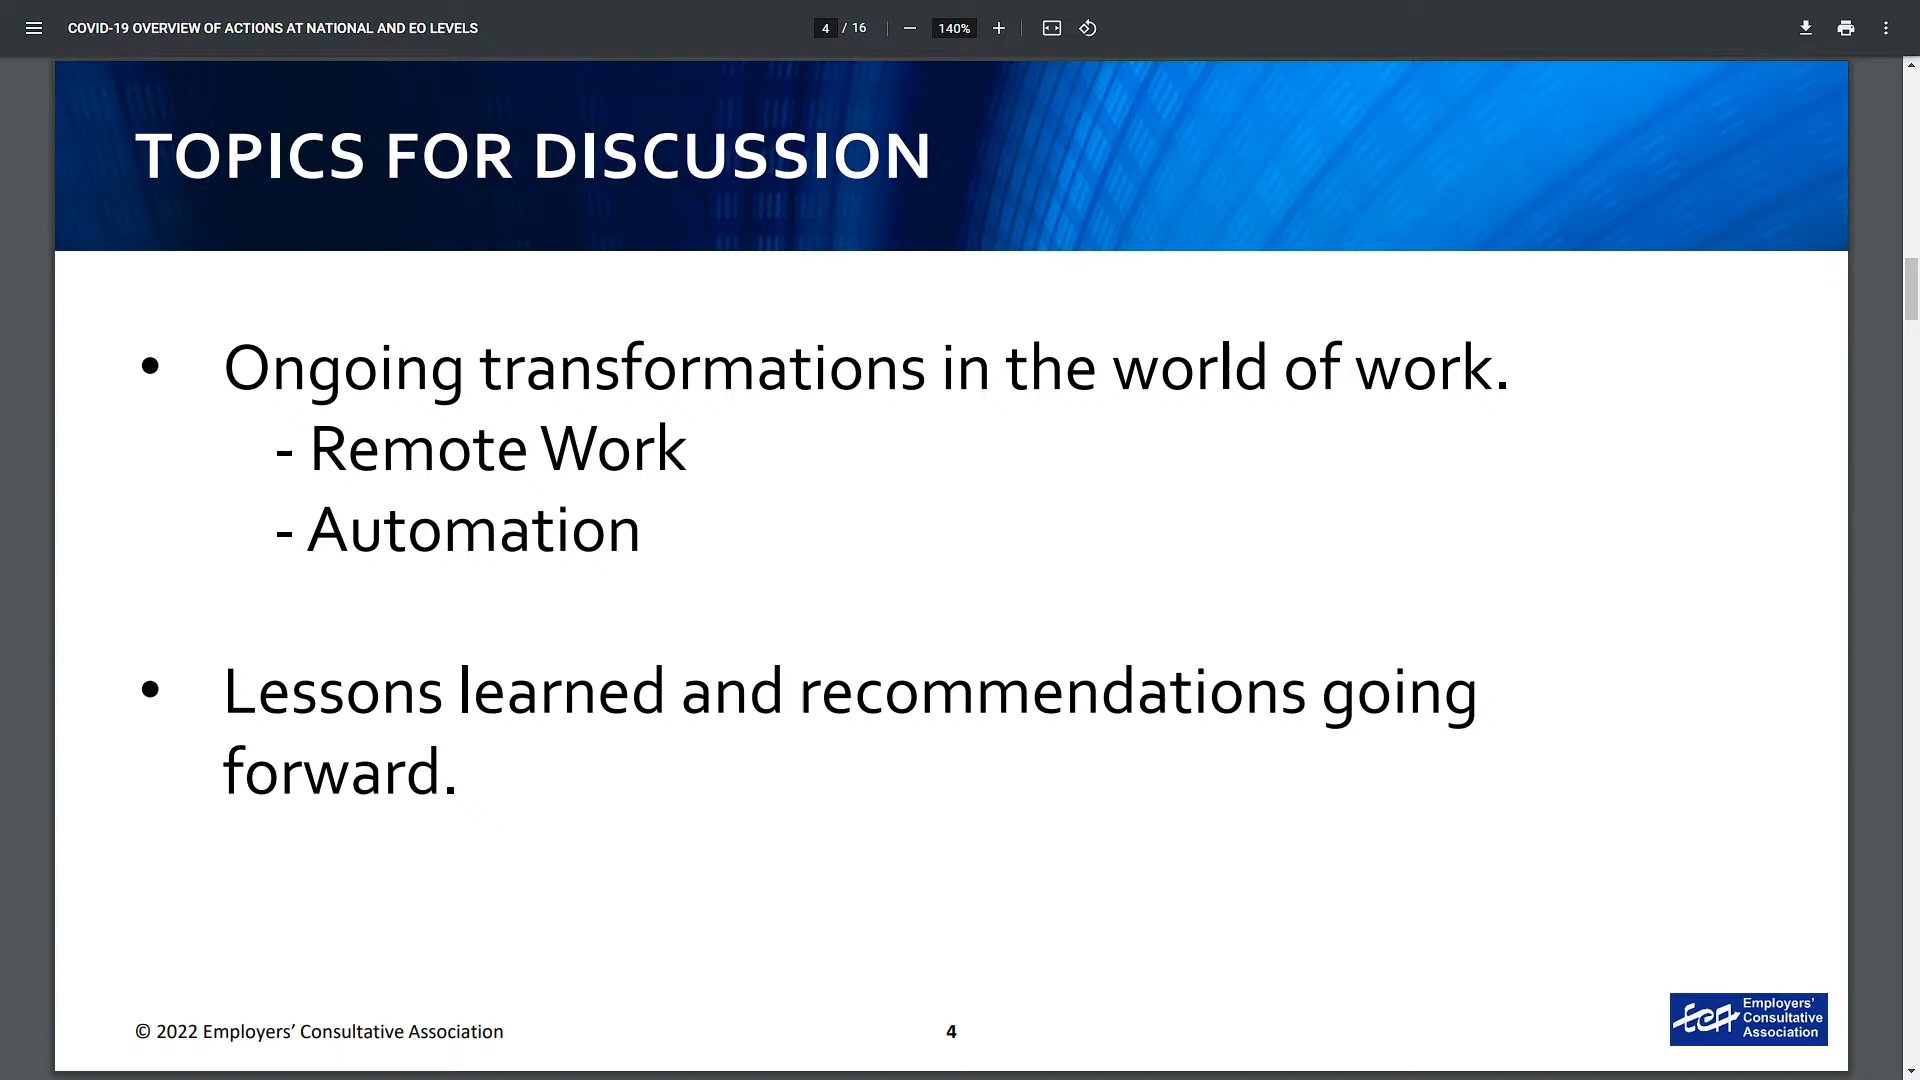 COVID-19 OVERVIEW OF ACTIONS AT NATIONAL AND EO LEVELS
4 / 16
140%
TOPICS FOR DISCUSSION
• Ongoing transformations in the world of work.
- Remote Work
- Automation
• Lessons learned and recommendations going
forward.
© 2022 Employers’ Consultative Association
4
eca
Employers’
Consultative
Association